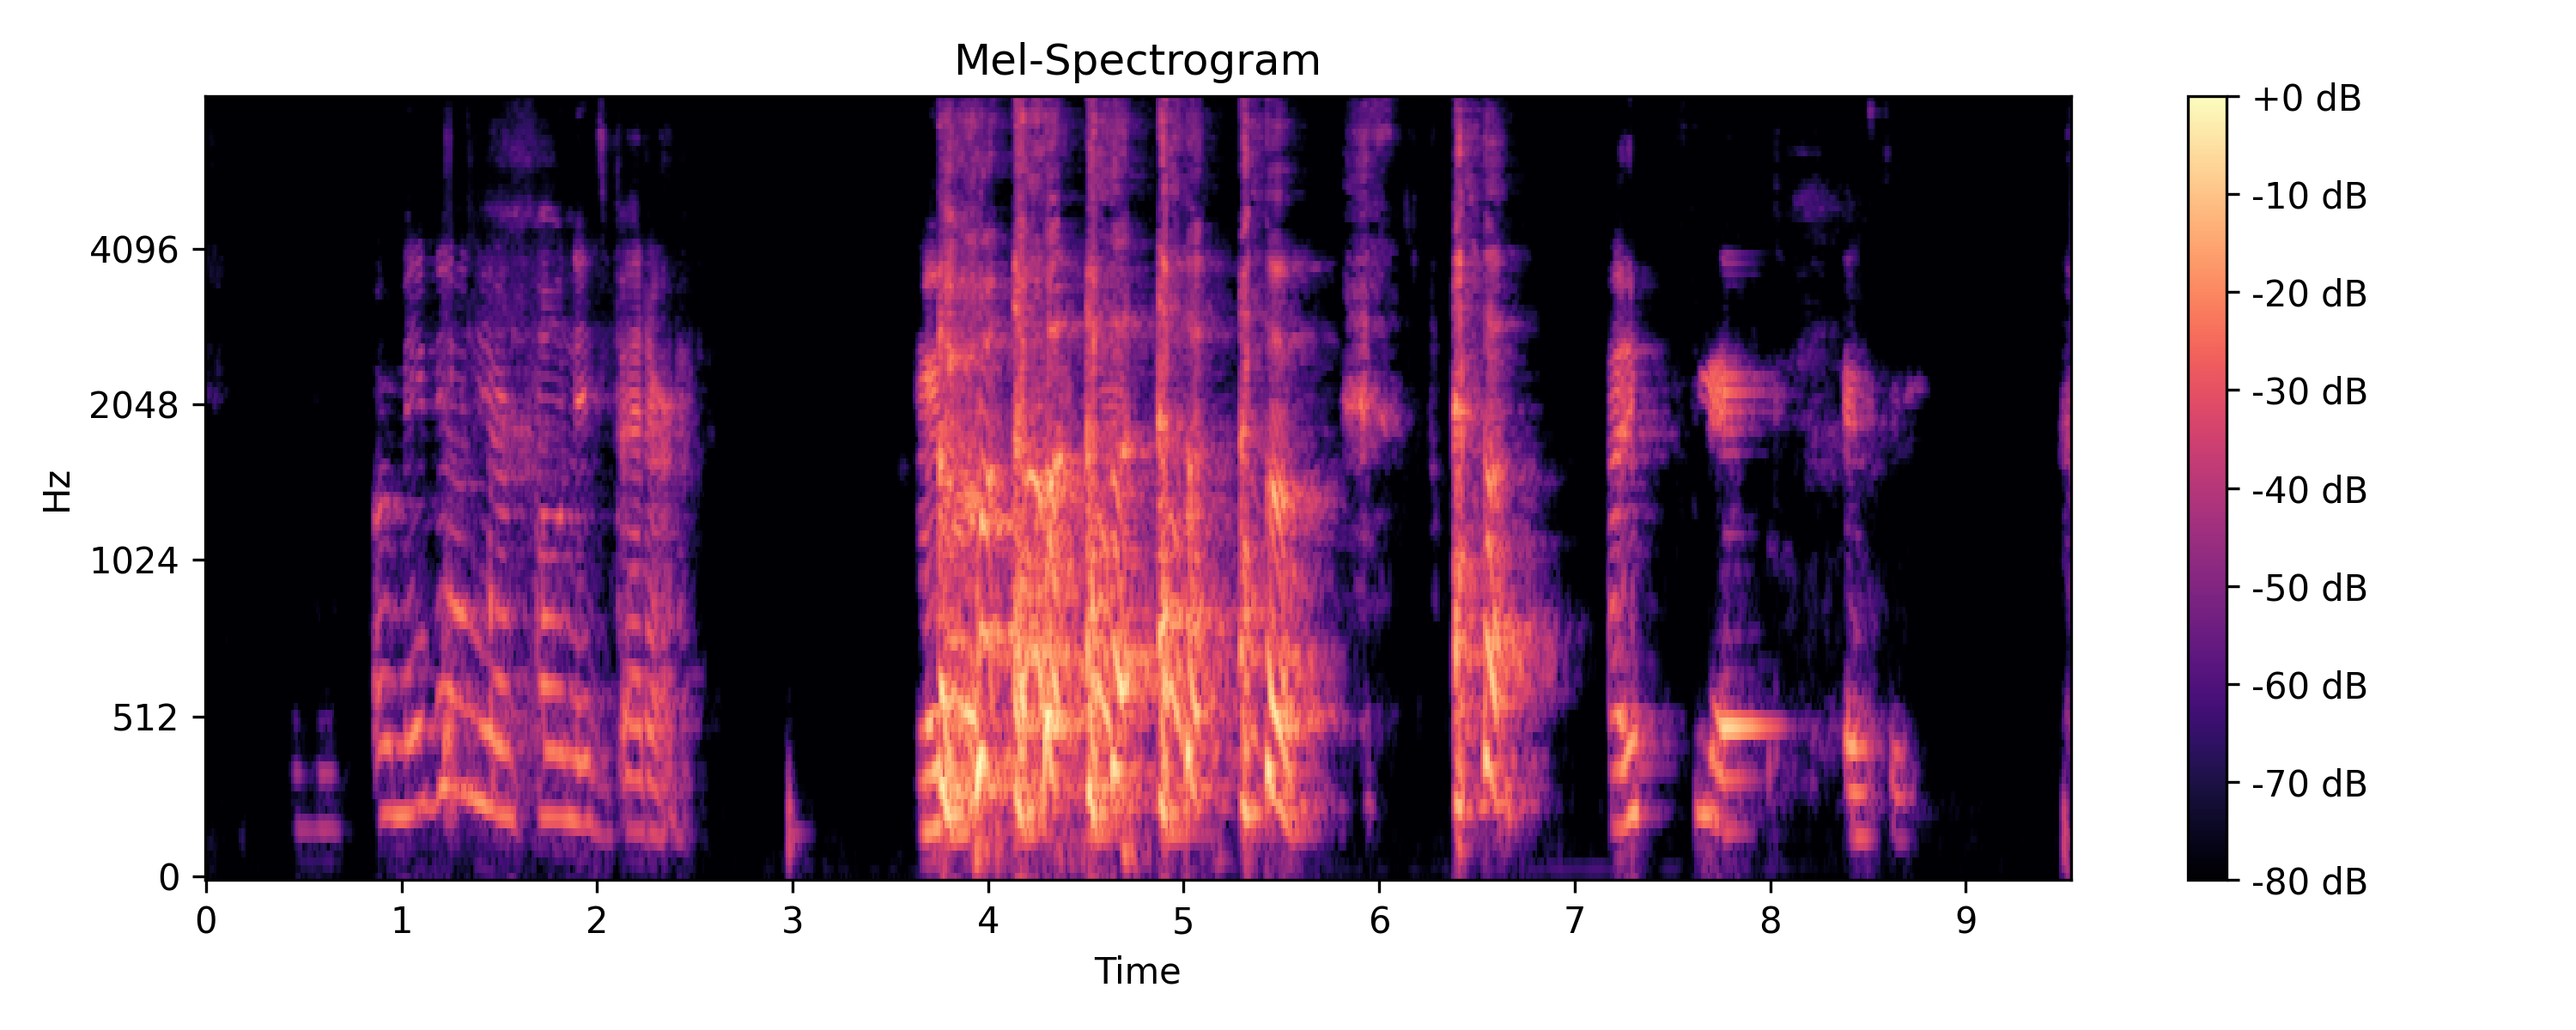 Mel-Spectrogram
Hz
4096
2048
1024
512
0
0 1 2 3 4 5 6 7 8 9
Time
+0 dB
-10 dB
-20 dB
-30 dB
-40 dB
-50 dB
-60 dB
-70 dB
-80 dB